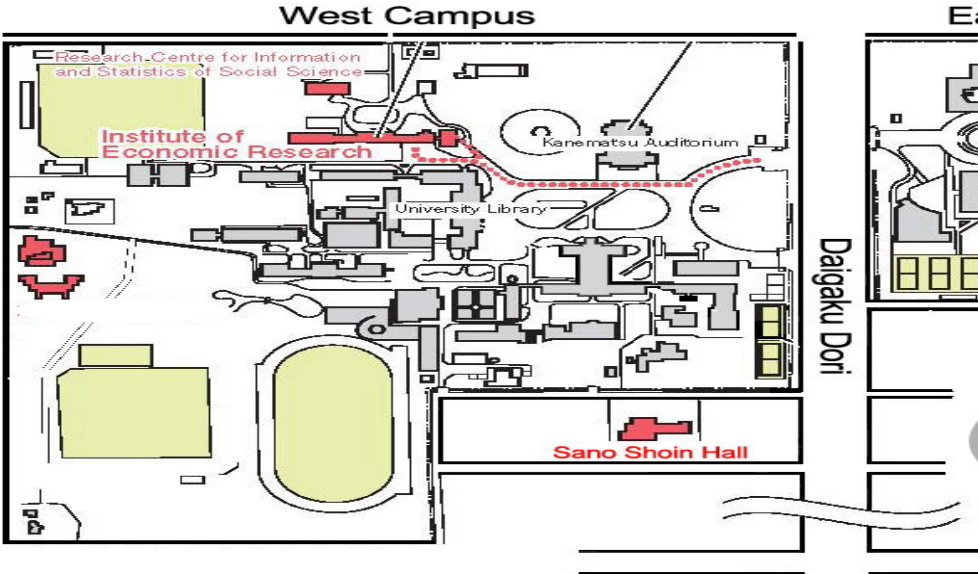 West Campus
Ea
Research Centre for Information
and Statistics of Social Science
Institute of
Economic Research
Kanematsu Auditorium
University Library
Daigaku Dori
Sano Shoin Hall